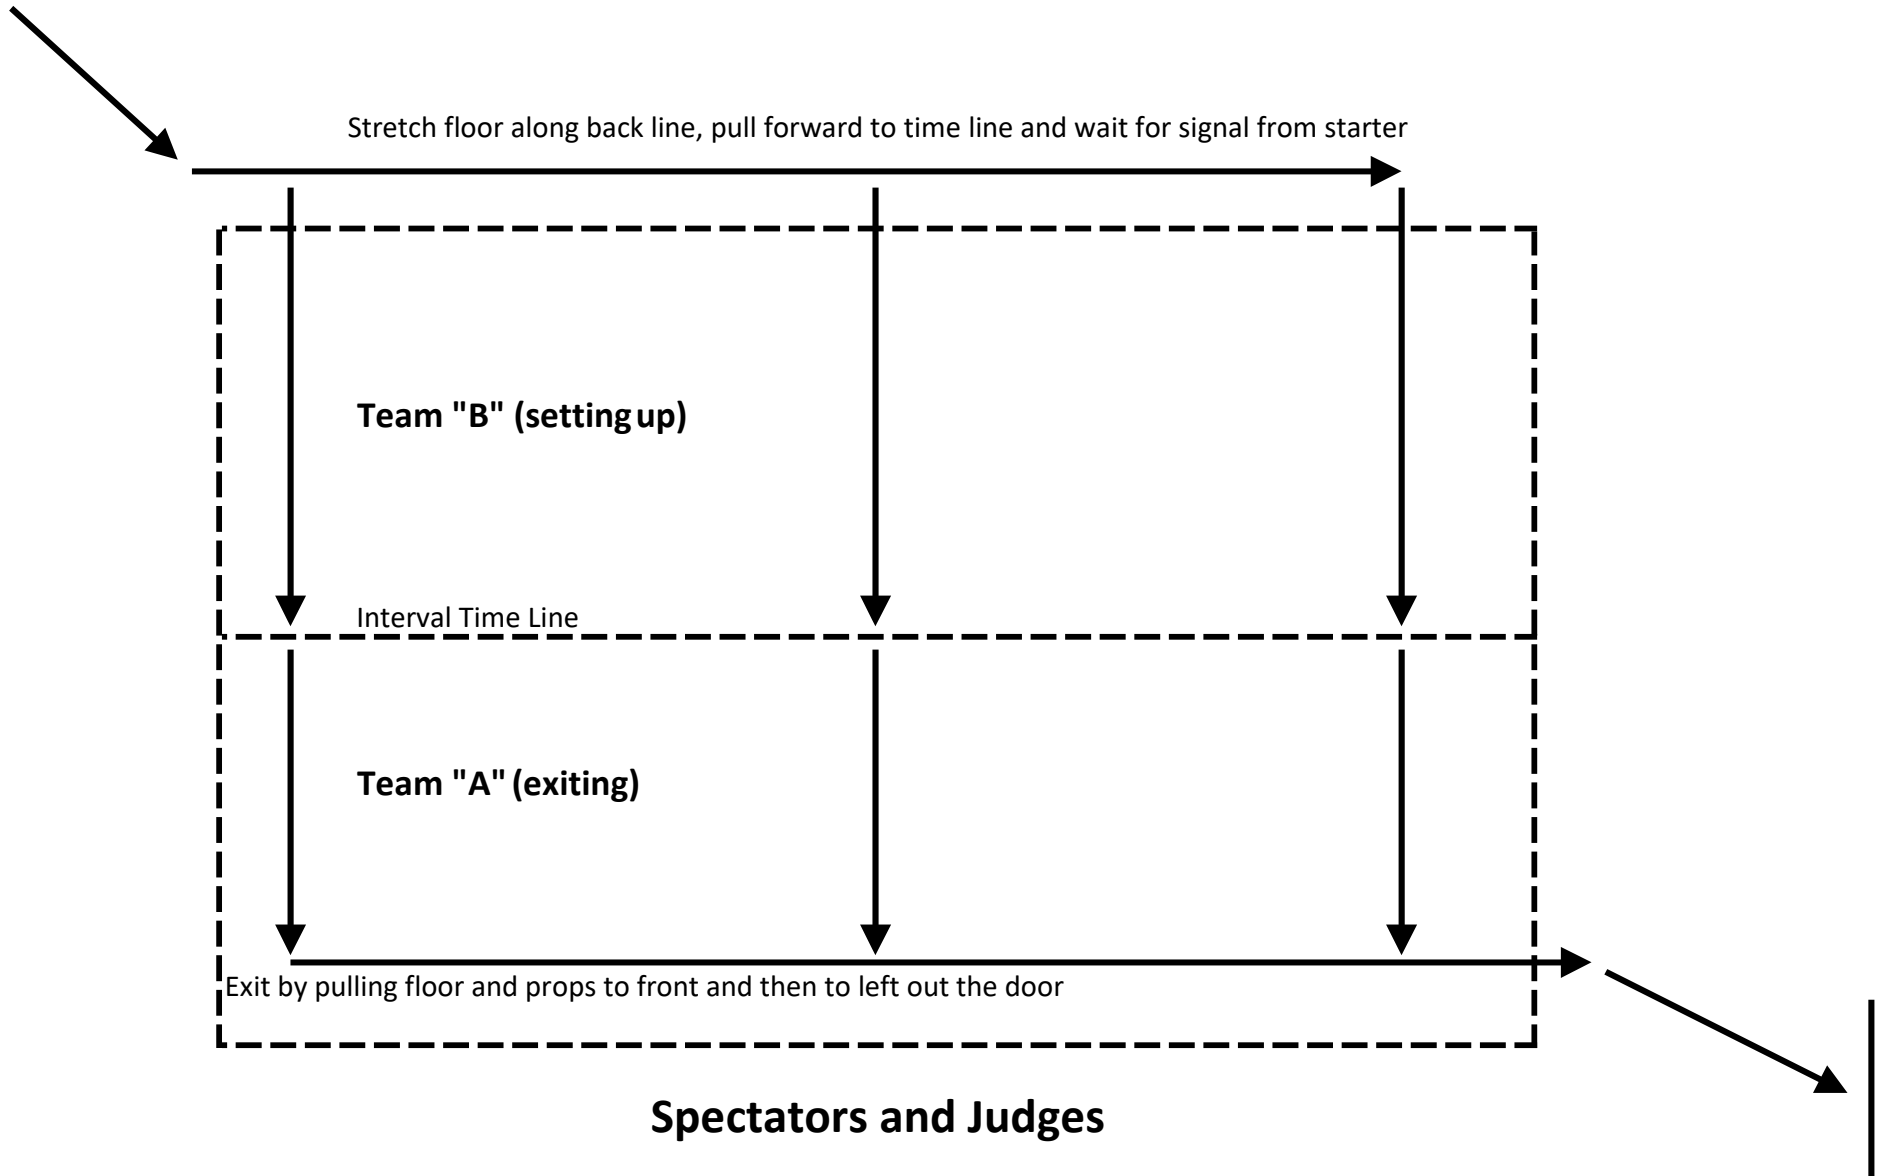 Stretch floor along back line, pull forward to time line and wait for signal from starter
Team "B" (setting up)
Interval Time Line
Team "A" (exiting)
Exit by pulling floor and props to front and then to left out the door
Spectators and Judges